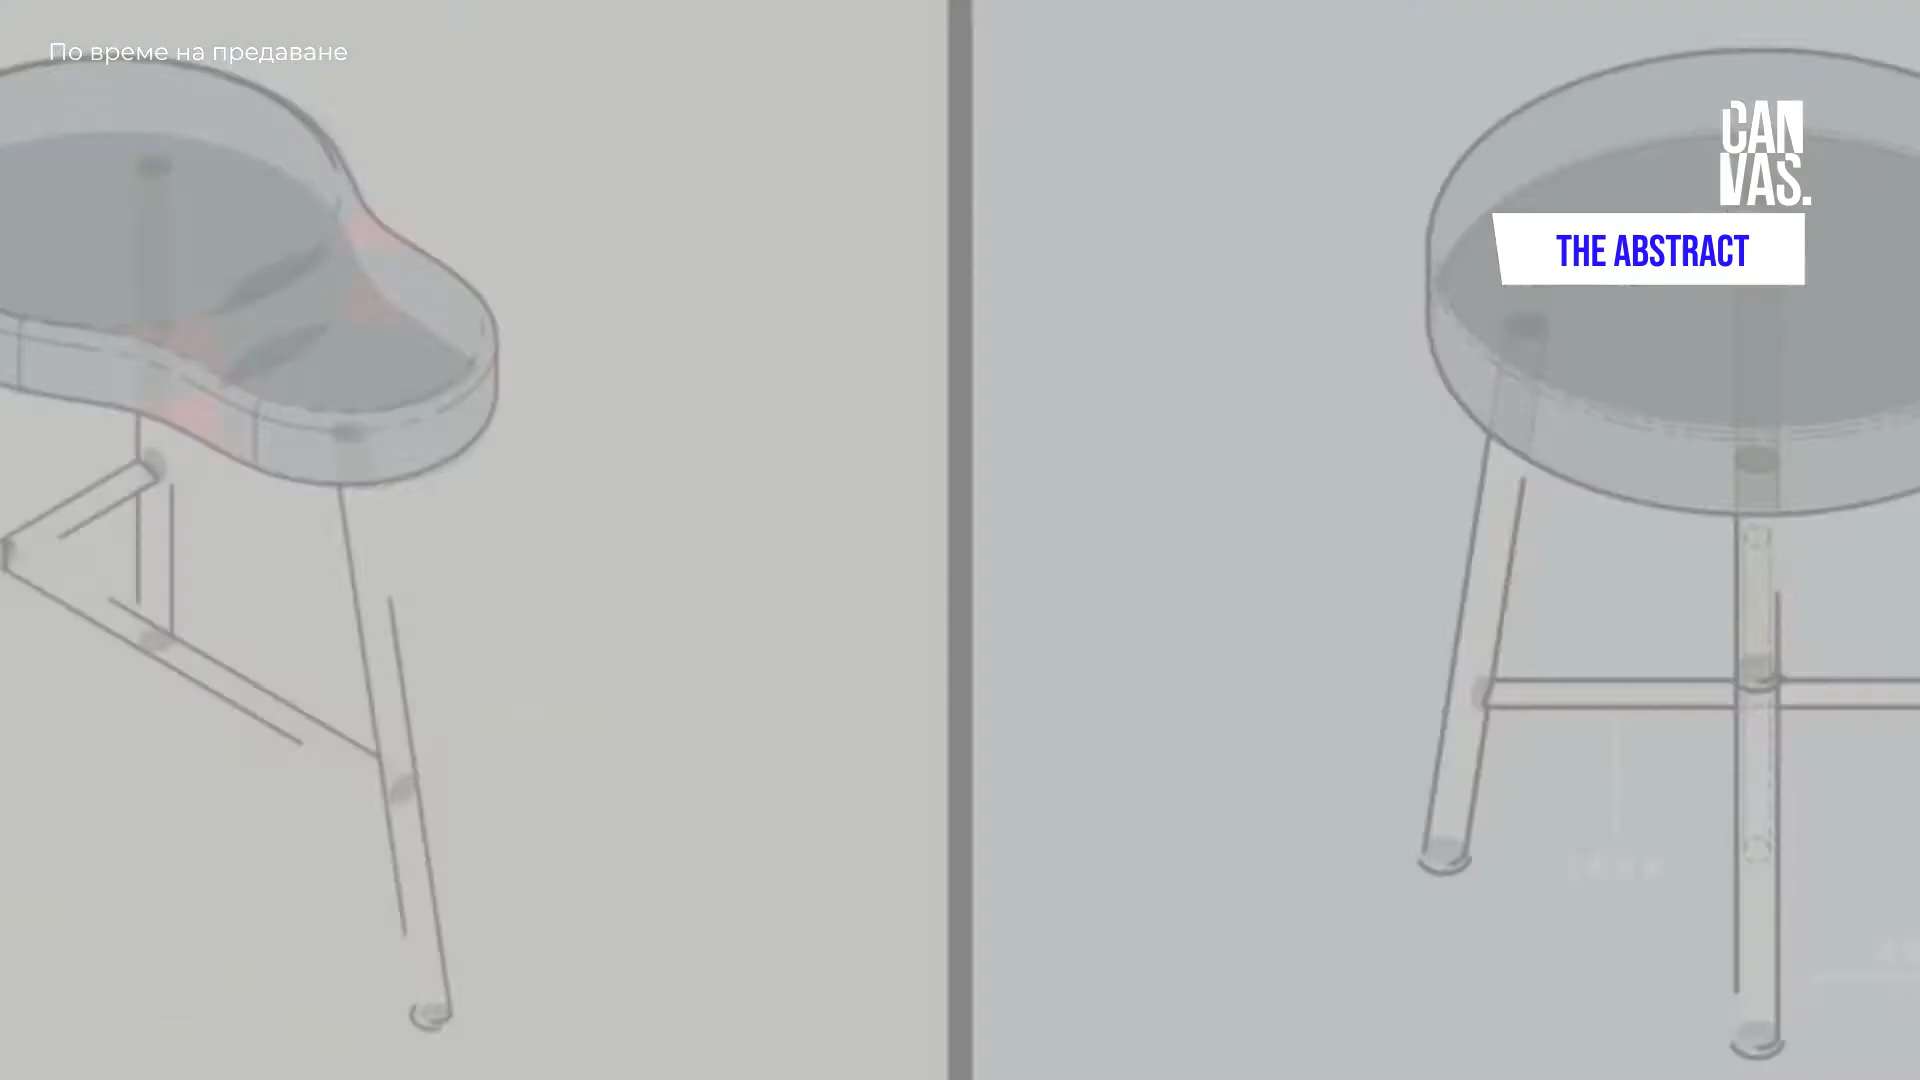 По време на предаване
CAN
VAS.
THE ABSTRACT